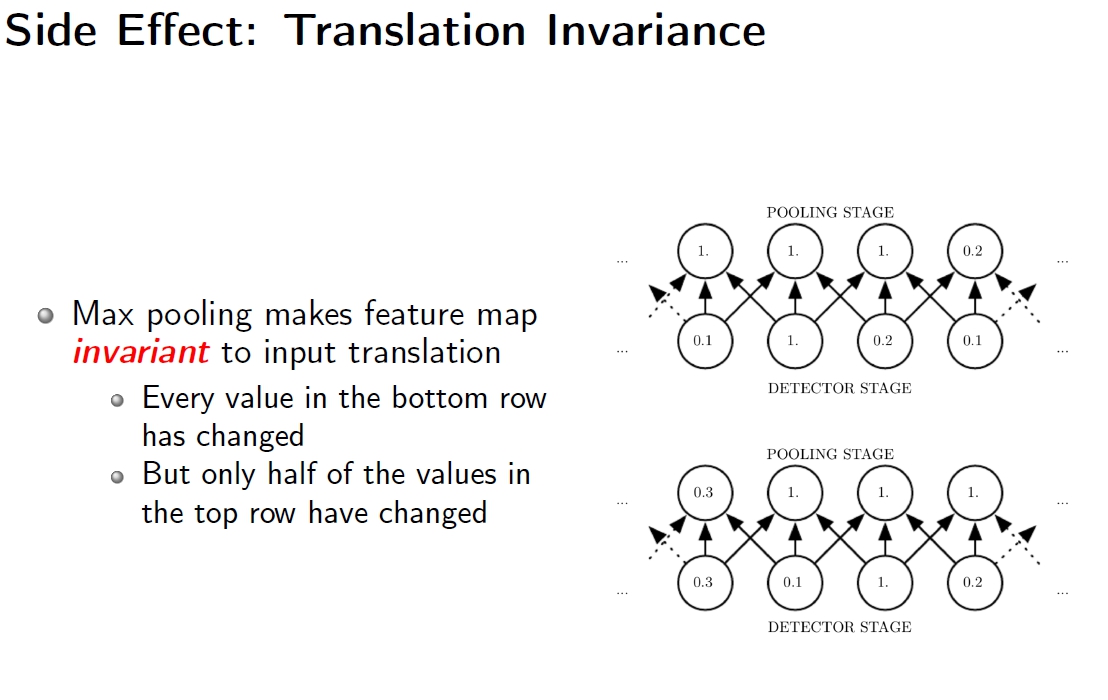 Side Effect: Translation Invariance
Max pooling makes feature map
invariant to input translation
Every value in the bottom row
has changed
But only half of the values in
the top row have changed
POOLING STAGE
... 1. 1. 1. 0.2 ...
... 0.1 1. 0.2 0.1 ...
DETECTOR STAGE
POOLING STAGE
... 0.3 1. 1. 1. ...
... 0.3 0.1 1. 0.2 ...
DETECTOR STAGE